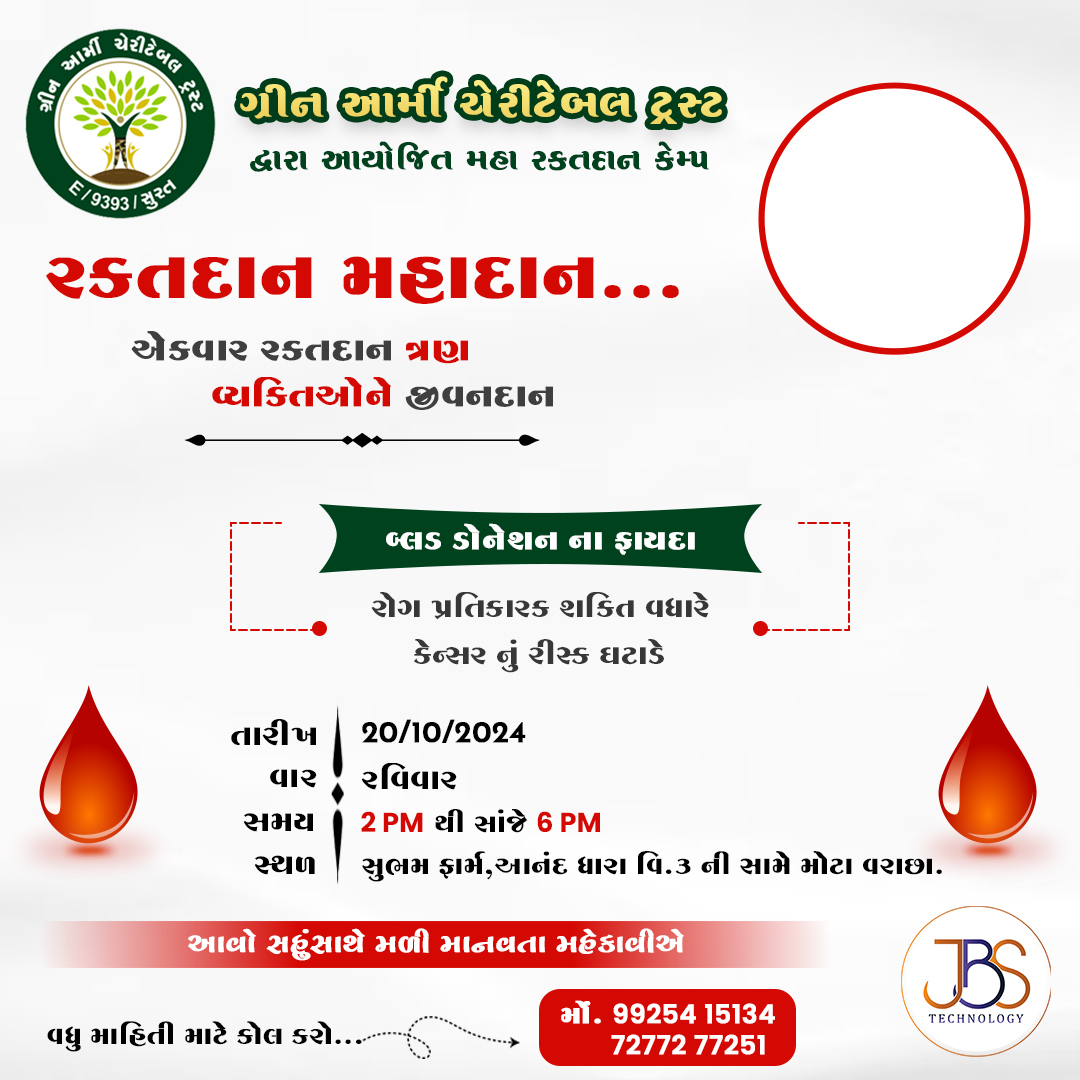 ગ્રીન આર્મી ચેરીટેબલ ટ્રસ્ટ
E/9393/સુરત
ગ્રીન આર્મી ચેરીટેબલ ટ્રસ્ટ
દ્વારા આયોજિત મહા રકતદાન કેમ્પ
રકતદાન મહાદાન...
એકવાર રકતદાન ત્રણ
વ્યકિતઓને જીવનદાન
બ્લડ ડોનેશન ના ફાયદા
રોગ પ્રતિકારક શકિત વધારે
કેન્સર નું રીસ્ક ઘટાડે
તારીખ 20/10/2024
વાર રવિવાર
સમય 2 PM થી સાંજે 6 PM
સ્થળ સુભમ ફાર્મ,આનંદ ધારા વિ.૩ ની સામે મોટા વરાછા.
આવો સહુંસાથે મળી માનવતા મહેકાવીએ
વધુ માહિતી માટે કોલ કરો...
મોં. 99254 15134
72772 77251
JBS
TECHNOLOGY